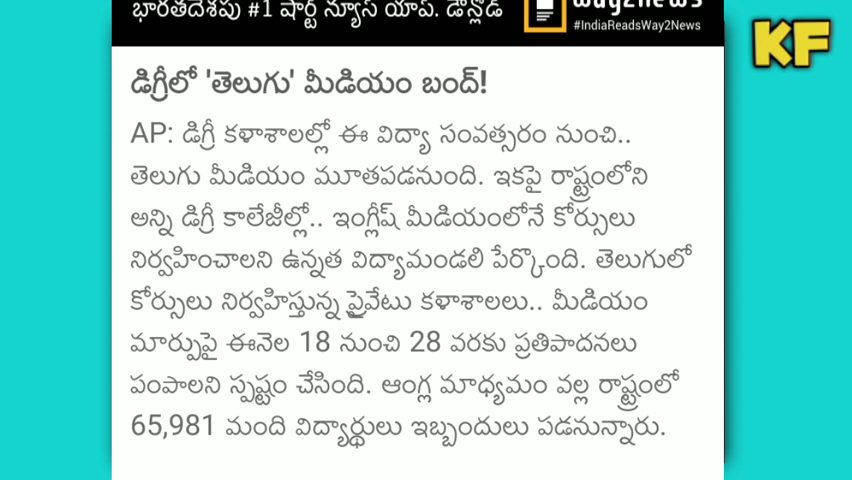 భారతదేశపు #1 షార్ట్ న్యూస్ యాప్. డౌన్లోడ్
way2news
#IndiaReadsWay2News
KF
డిగ్రీలో 'తెలుగు' మీడియం బంద్!
AP: డిగ్రీ కళాశాలల్లో ఈ విద్యా సంవత్సరం నుంచి..
తెలుగు మీడియం మూతపడనుంది. ఇకపై రాష్ట్రంలోని
అన్ని డిగ్రీ కాలేజీల్లో.. ఇంగ్లీష్ మీడియంలోనే కోర్సులు
నిర్వహించాలని ఉన్నత విద్యామండలి పేర్కొంది. తెలుగులో
కోర్సులు నిర్వహిస్తున్న ప్రైవేటు కళాశాలలు.. మీడియం
మార్పుపై ఈనెల 18 నుంచి 28 వరకు ప్రతిపాదనలు
పంపాలని స్పష్టం చేసింది. ఆంగ్ల మాధ్యమం వల్ల రాష్ట్రంలో
65,981 మంది విద్యార్థులు ఇబ్బందులు పడనున్నారు.